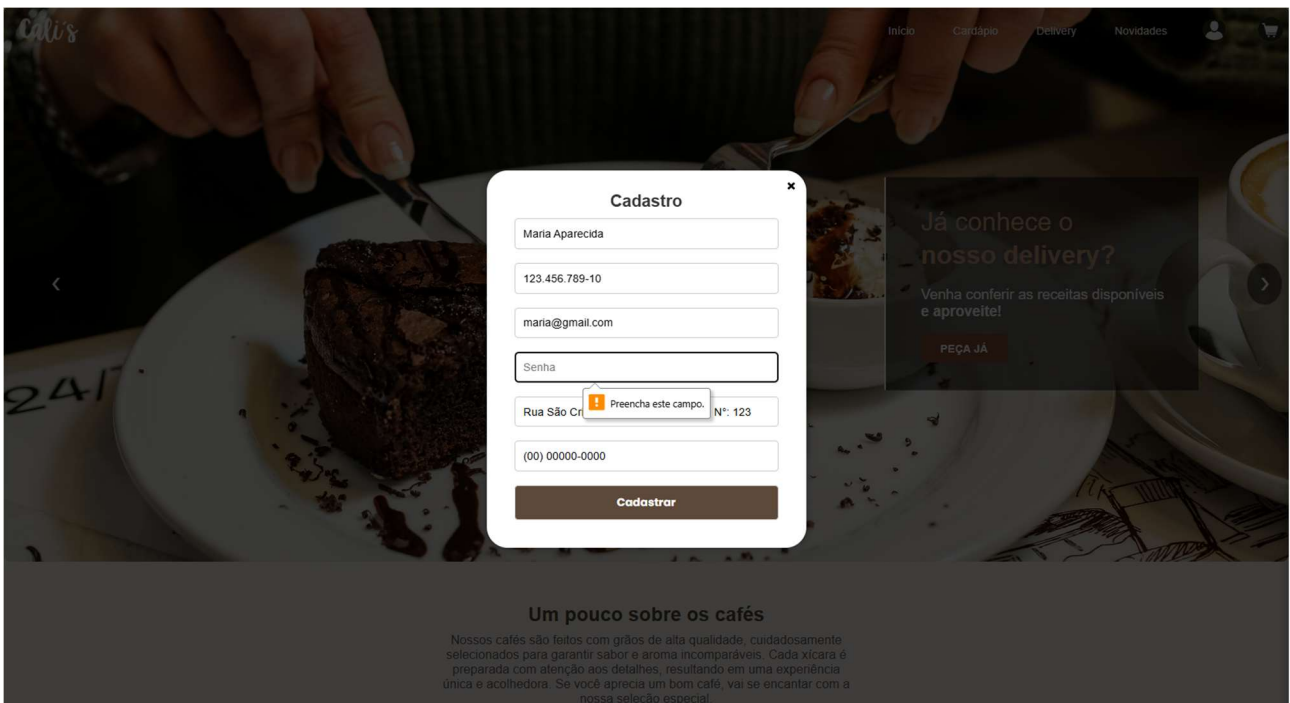 Cali's
Início Cardápio Delivery Novidades
24/7
Cadastro
Maria Aparecida
123.456.789-10
maria@gmail.com
Senha
Preencha este campo.
Rua São Cr N°: 123
(00) 00000-0000
Cadastrar
Já conhece o
nosso delivery?
Venha conferir as receitas disponíveis
e aproveite!
PEÇA JÁ
Um pouco sobre os cafés
Nossos cafés são feitos com grãos de alta qualidade, cuidadosamente
selecionados para garantir sabor e aroma incomparáveis. Cada xícara é
preparada com atenção aos detalhes, resultando em uma experiência
única e acolhedora. Se você aprecia um bom café, vai se encantar com a
nossa seleção especial.